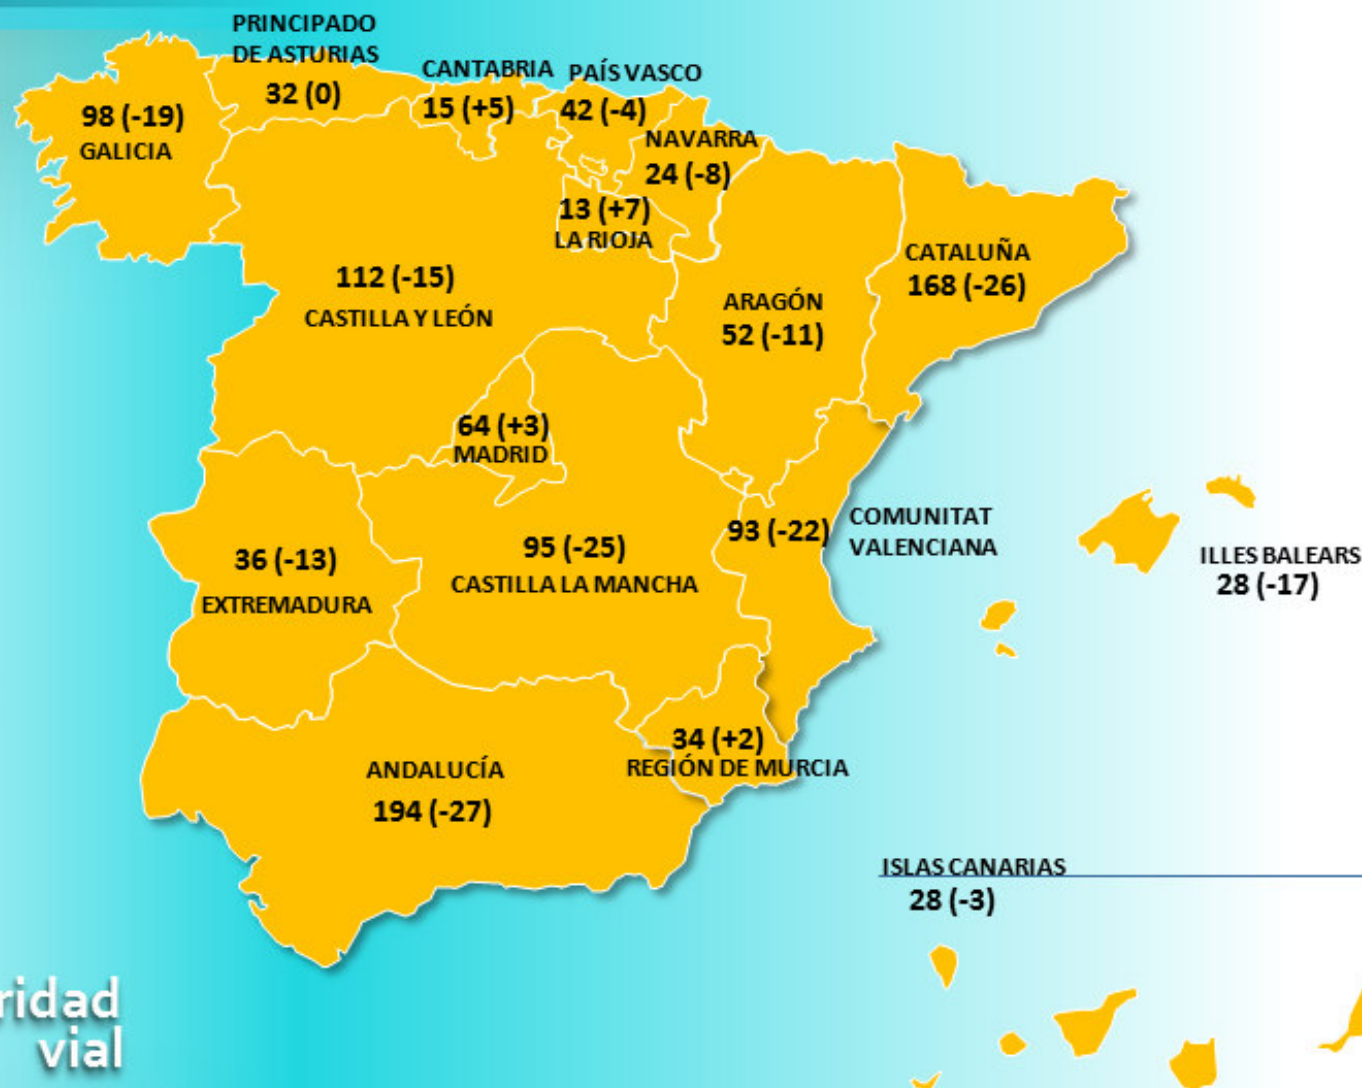 PRINCIPADO
DE ASTURIAS
32 (0)
CANTABRIA
15 (+5)
PAÍS VASCO
42 (-4)
98 (-19)
GALICIA
NAVARRA
24 (-8)
13 (+7)
LA RIOJA
112 (-15)
CASTILLA Y LEÓN
ARAGÓN
52 (-11)
CATALUÑA
168 (-26)
64 (+3)
MADRID
36 (-13)
EXTREMADURA
95 (-25)
CASTILLA LA MANCHA
93 (-22)
COMUNITAT
VALENCIANA
ILLES BALEARS
28 (-17)
34 (+2)
REGIÓN DE MURCIA
ANDALUCÍA
194 (-27)
ISLAS CANARIAS
28 (-3)
ridad
vial